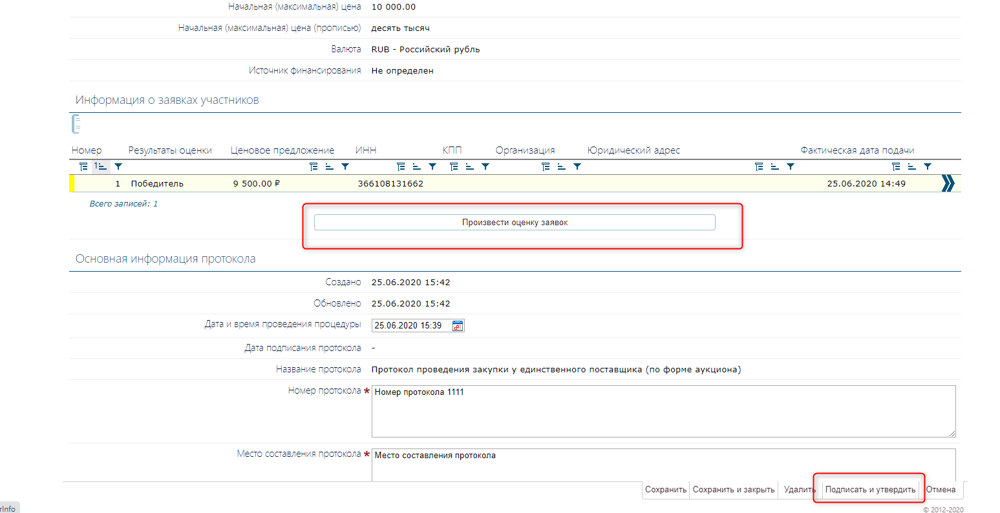 Начальная (максимальная) цена 10 000.00
Начальная (максимальная) цена (прописью) десять тысяч
Валюта RUB - Российский рубль
Источник финансирования Не определен
Информация о заявках участников
Номер Результаты оценки Ценовое предложение ИНН КПП Организация Юридический адрес Фактическая дата подачи
1
1 Победитель 9 500.00 ₽ 366108131662 25.06.2020 14:49
Всего записей: 1
Произвести оценку заявок
Основная информация протокола
Создано 25.06.2020 15:42
Обновлено 25.06.2020 15:42
Дата и время проведения процедуры 25.06.2020 15:39
Дата подписания протокола -
Название протокола Протокол проведения закупки у единственного поставщика (по форме аукциона)
Номер протокола * Номер протокола 1111
Место составления протокола * Место составления протокола
Сохранить Сохранить и закрыть Удалить Подписать и утвердить Отмена
rInfo © 2012-2020